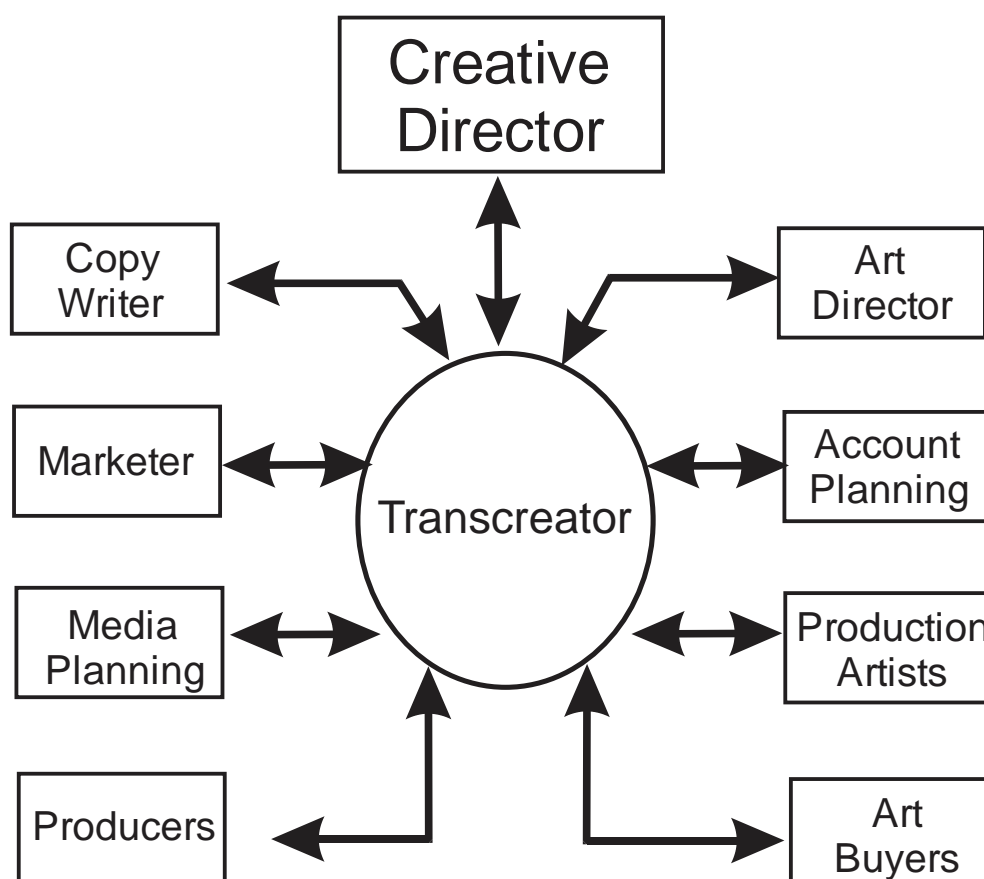 Creative
Director
Copy
Writer
Art
Director
Marketer
Transcreator
Account
Planning
Media
Planning
Production
Artists
Producers
Art
Buyers